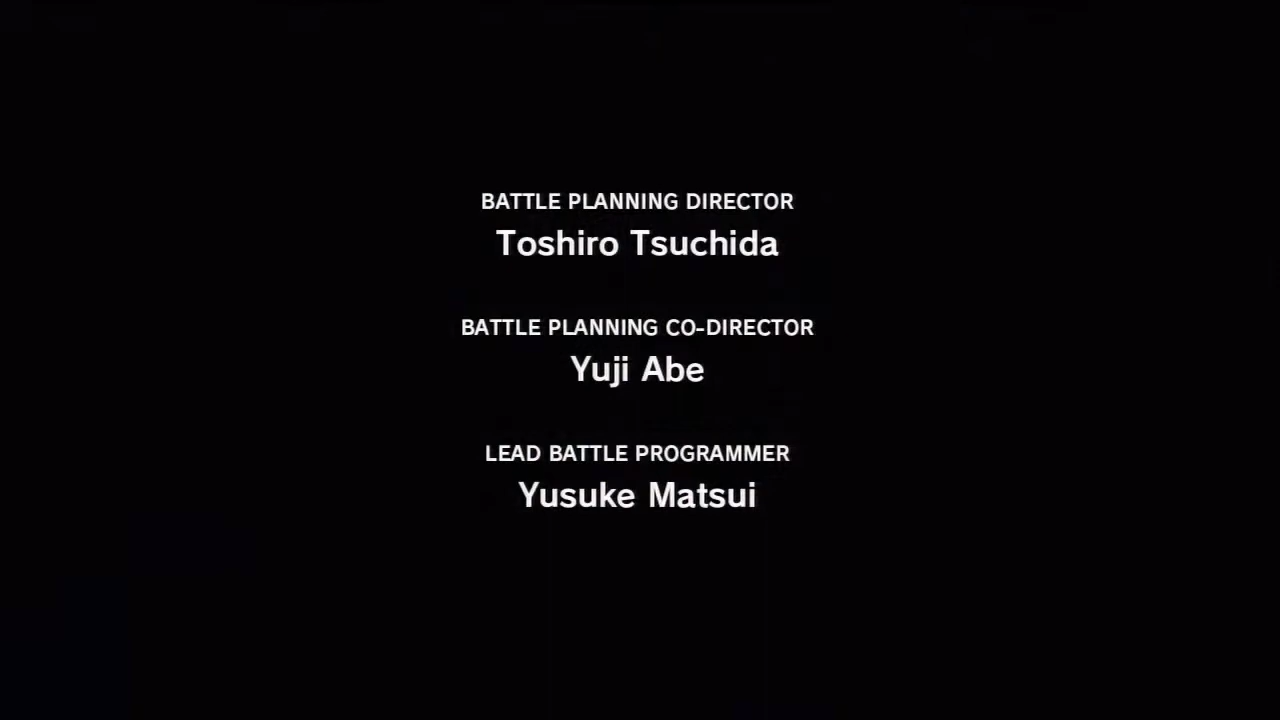 BATTLE PLANNING DIRECTOR
Toshiro Tsuchida
BATTLE PLANNING CO-DIRECTOR
Yuji Abe
LEAD BATTLE PROGRAMMER
Yusuke Matsui